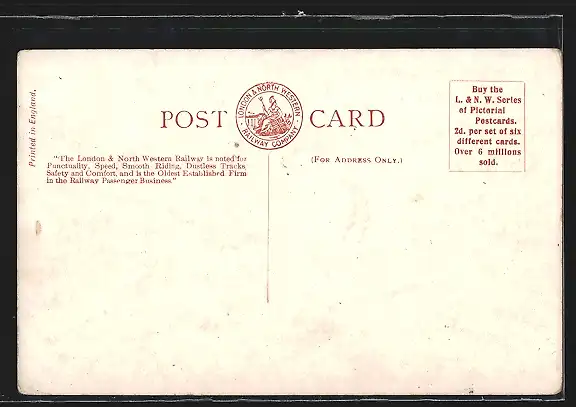 Printed in England.
POST CARD
LONDON & NORTH WESTERN
RAILWAY COMPANY
"The London & North Western Railway is noted for
Punctuality, Speed, Smooth Riding, Dustless Tracks,
Safety and Comfort, and is the Oldest Established Firm
in the Railway Passenger Business."
(For Address Only.)
Buy the
L. & N. W. Series
of Pictorial
Postcards.
2d. per set of six
different cards.
Over 6 millions
sold.